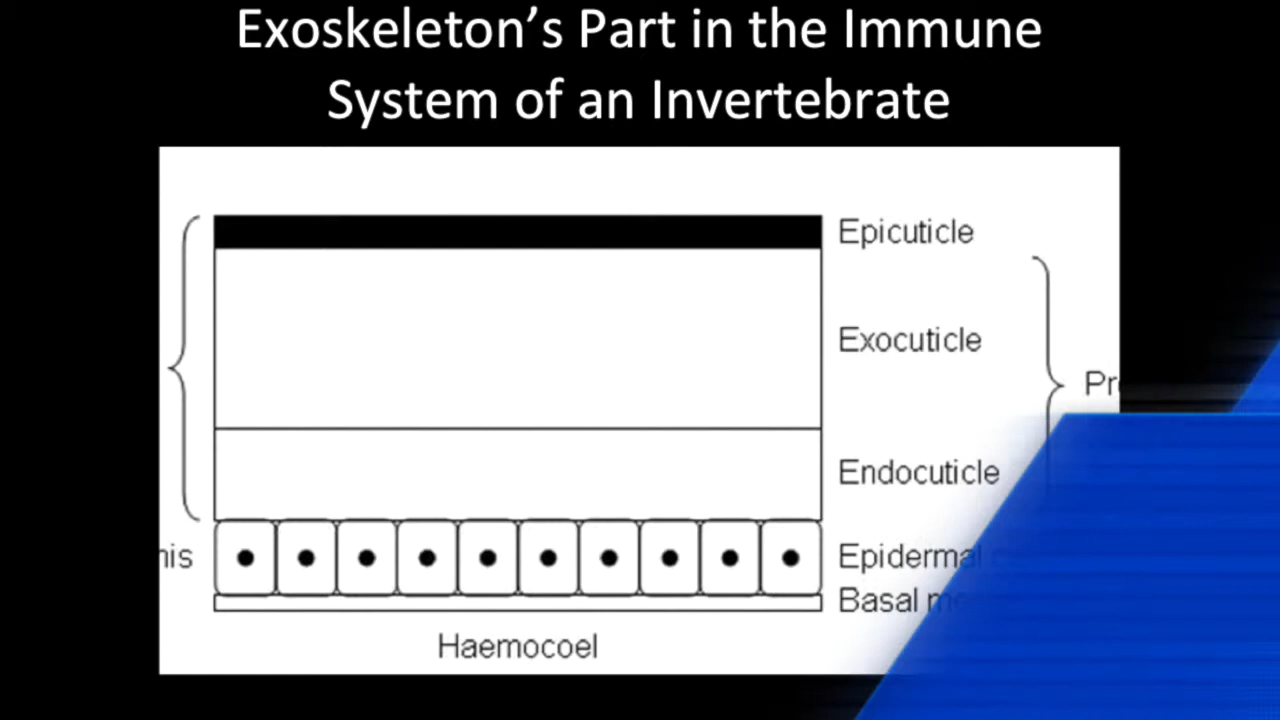 Exoskeleton’s Part in the Immune
System of an Invertebrate
Epicuticle
Exocuticle
Endocuticle
Epidermal
Basal
Haemocoel